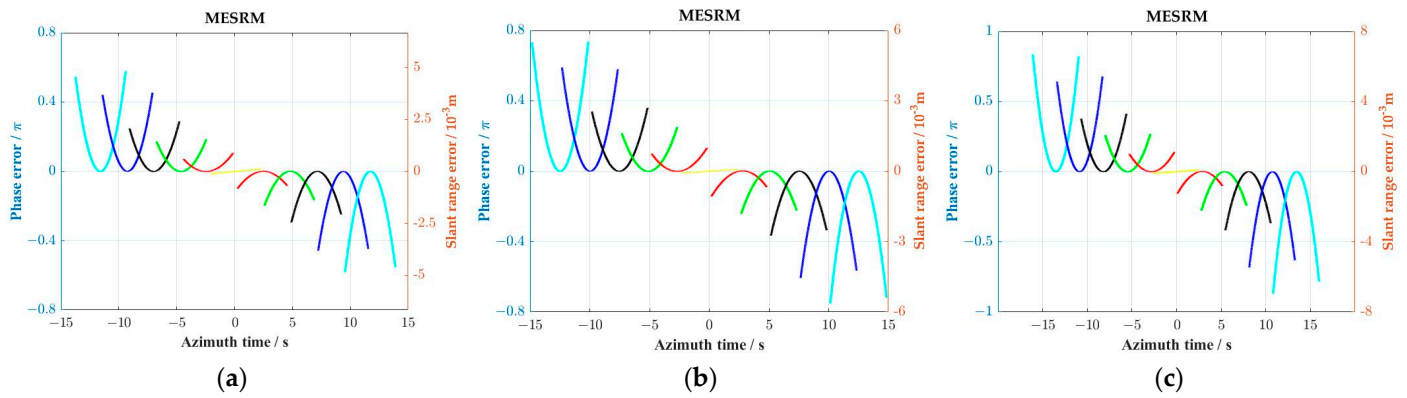 MESRM
0.8
0.4
0
−0.4
−0.8
Phase error / π
5
2.5
0
-2.5
-5
Slant range error / 10⁻³ m
−15 −10 −5 0 5 10 15
Azimuth time / s
(a)
MESRM
0.8
0.4
0
−0.4
−0.8
Phase error / π
6
3
0
-3
-6
Slant range error / 10⁻³ m
−15 −10 −5 0 5 10 15
Azimuth time / s
(b)
MESRM
1
0.5
0
−0.5
−1
Phase error / π
8
4
0
-4
-8
Slant range error / 10⁻³ m
−15 −10 −5 0 5 10 15
Azimuth time / s
(c)